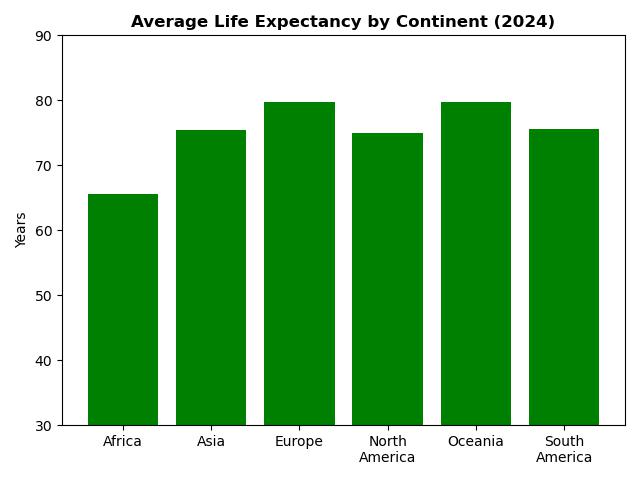 Average Life Expectancy by Continent (2024)
90
80
70
60
50
40
30
Years
Africa
Asia
Europe
North
America
Oceania
South
America